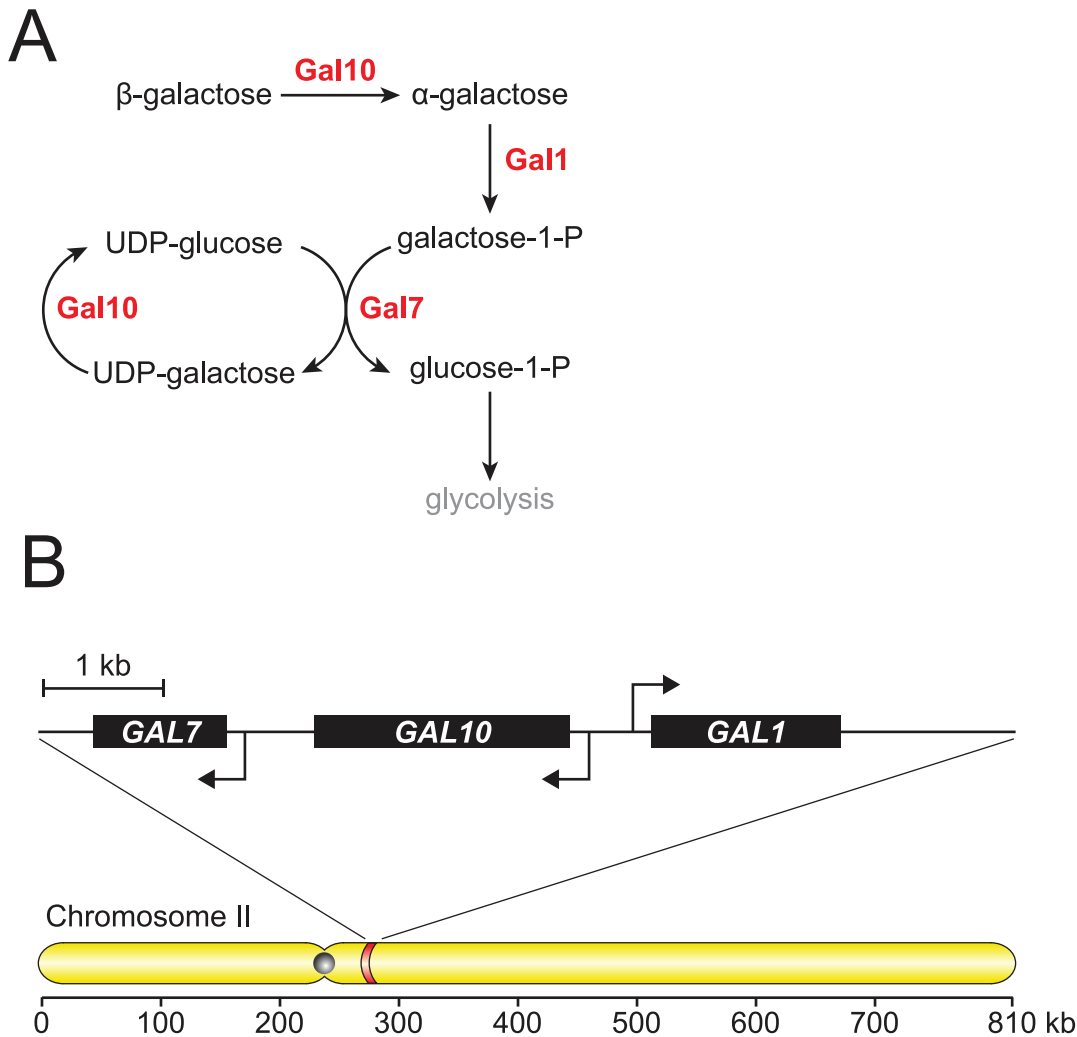 A
Gal10
β-galactose α-galactose
Gal1
UDP-glucose galactose-1-P
Gal10 Gal7
UDP-galactose glucose-1-P
glycolysis
B
1 kb
GAL7 GAL10 GAL1
Chromosome II
0 100 200 300 400 500 600 700 810 kb